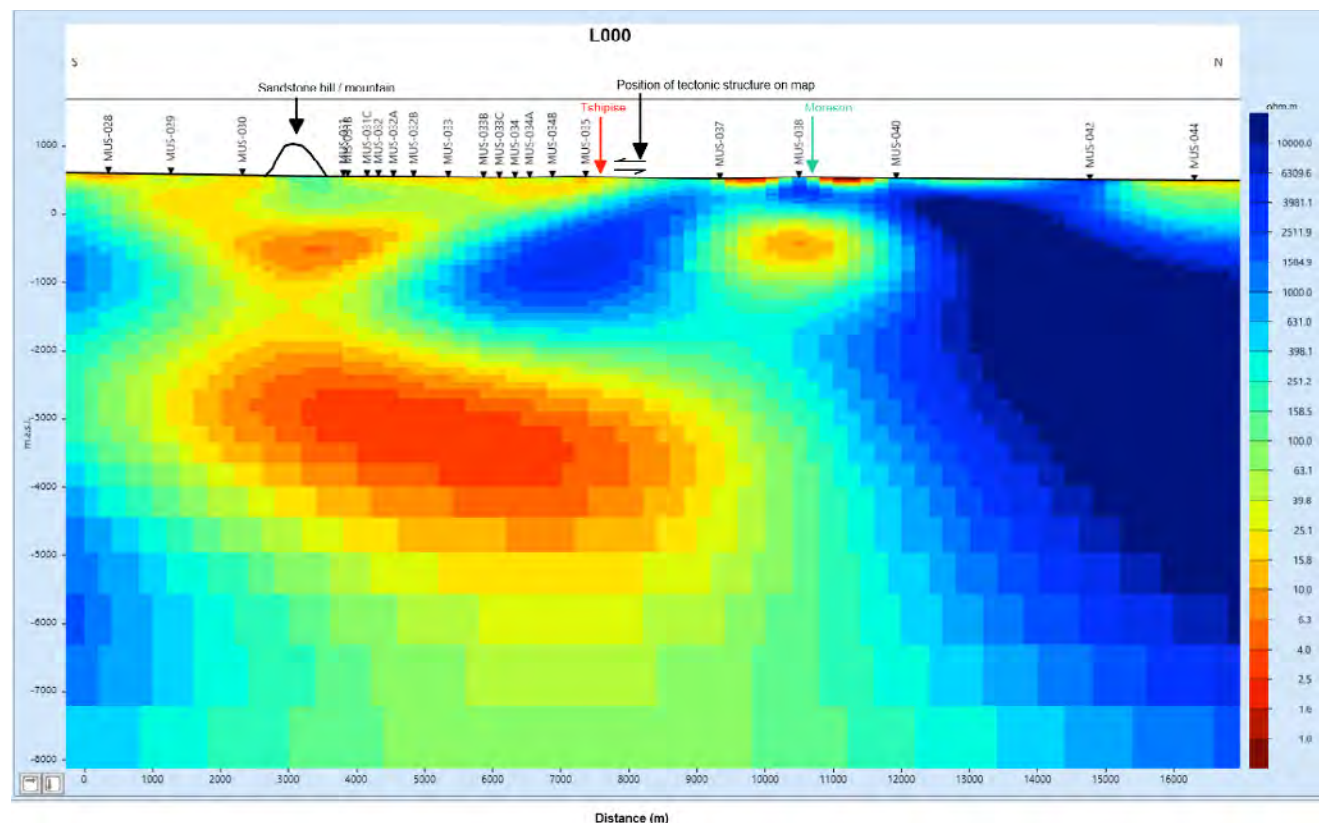 L000
S
N
Sandstone hill / mountain
Position of tectonic structure on map
Tshipise
Moreson
ohm.m
MUS-028
MUS-029
MUS-030
MUS-031C
MUS-032
MUS-032A
MUS-032B
MUS-033
MUS-033B
MUS-033C
MUS-034
MUS-034A
MUS-034B
MUS-035
MUS-037
MUS-038
MUS-040
MUS-042
MUS-044
1000
0
-1000
-2000
-3000
-4000
-5000
-6000
-7000
-8000
m.a.s.l.
10000.0
6309.6
3981.1
2511.9
1584.9
1000.0
631.0
398.1
251.2
158.5
100.0
63.1
39.8
25.1
15.8
10.0
6.3
4.0
2.5
1.6
1.0
0 1000 2000 3000 4000 5000 6000 7000 8000 9000 10000 11000 12000 13000 14000 15000 16000
Distance (m)